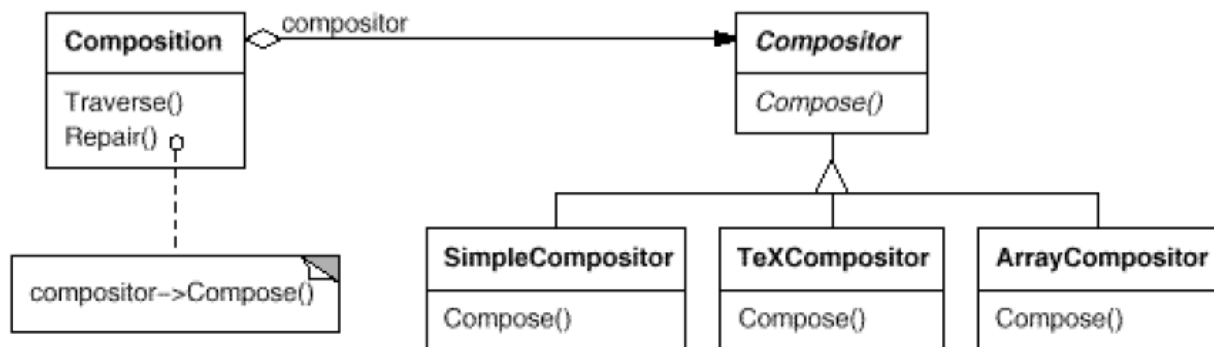 Composition
compositor
Compositor
Traverse()
Repair()
Compose()
compositor->Compose()
SimpleCompositor
TeXCompositor
ArrayCompositor
Compose()
Compose()
Compose()